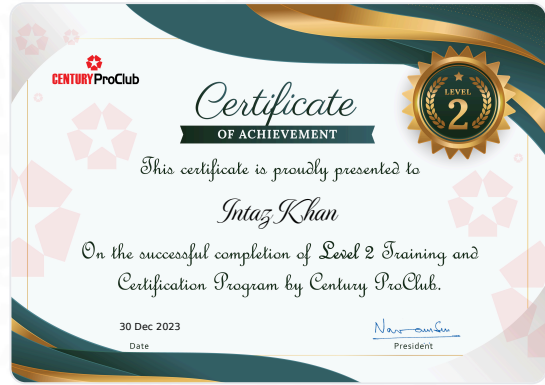 CENTURY ProClub
Certificate
OF ACHIEVEMENT
LEVEL
2
This certificate is proudly presented to
Intaz Khan
On the successful completion of Level 2 Training and
Certification Program by Century ProClub.
30 Dec 2023
Date
President